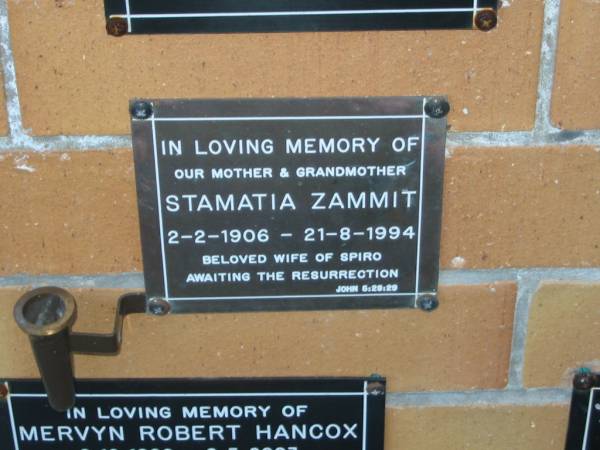 IN LOVING MEMORY OF
OUR MOTHER & GRANDMOTHER
STAMATIA ZAMMIT
2-2-1906 - 21-8-1994
BELOVED WIFE OF SPIRO
AWAITING THE RESURRECTION
JOHN 5:28:29
IN LOVING MEMORY OF
MERVYN ROBERT HANCOX